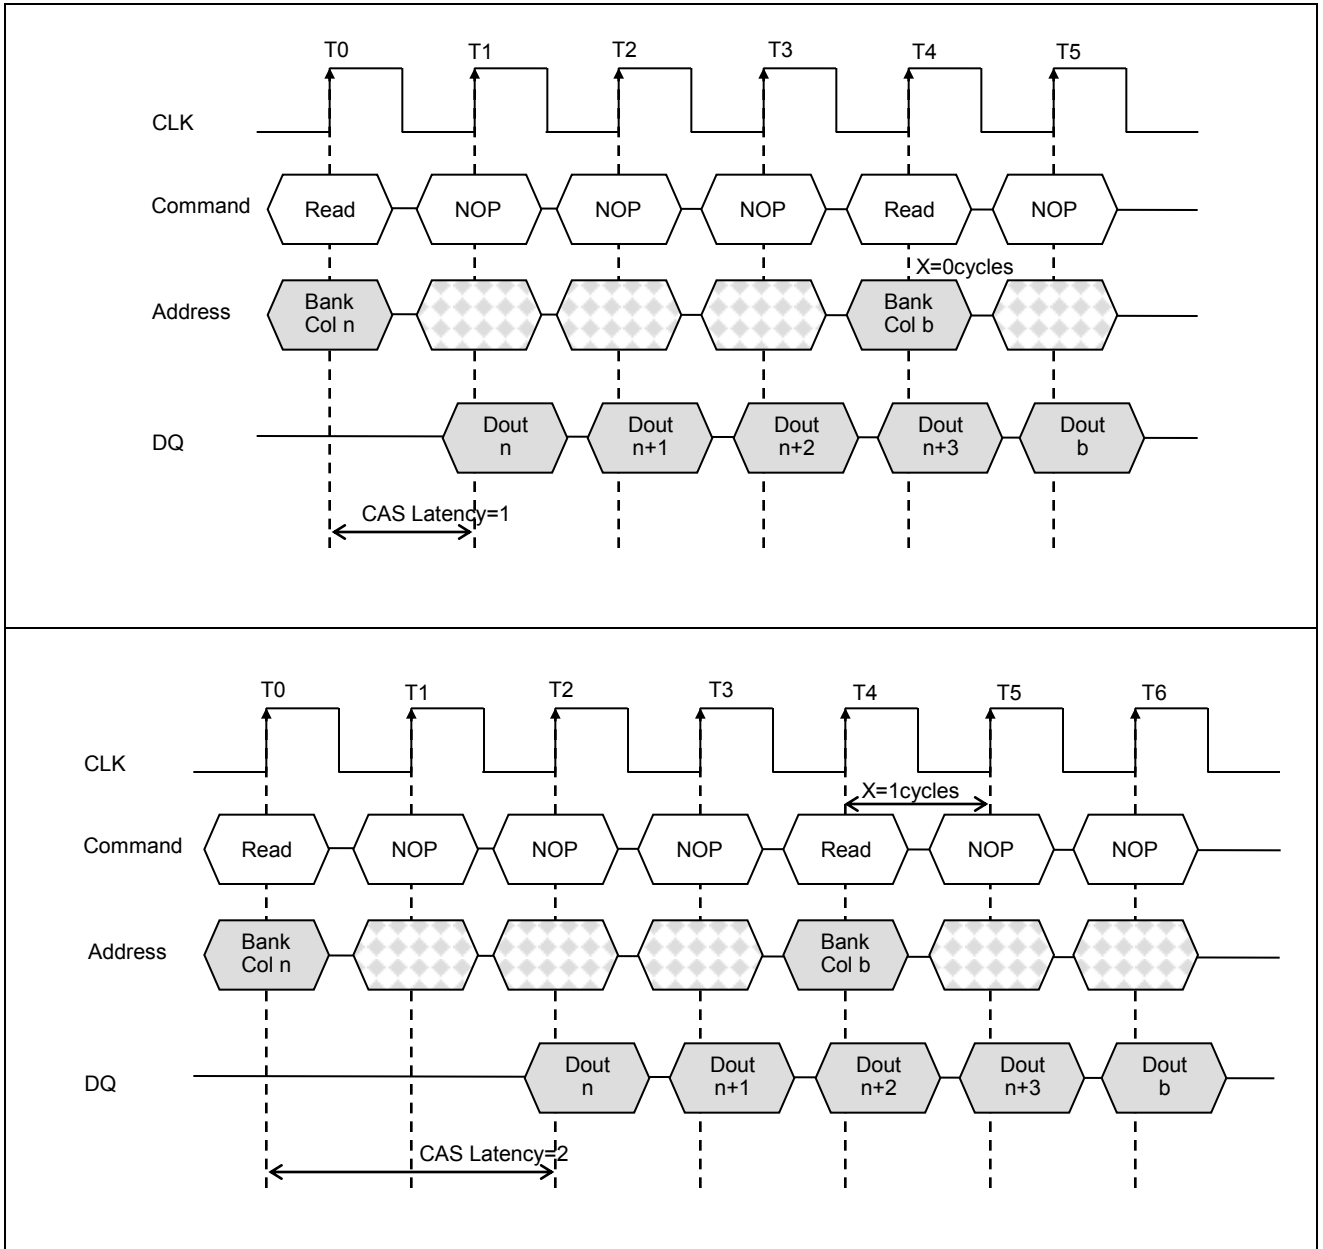 T0 T1 T2 T3 T4 T5
CLK
Command Read NOP NOP NOP Read NOP
X=0cycles
Address Bank Col n Bank Col b
DQ Dout n Dout n+1 Dout n+2 Dout n+3 Dout b
CAS Latency=1
T0 T1 T2 T3 T4 T5 T6
CLK
X=1cycles
Command Read NOP NOP NOP Read NOP NOP
Address Bank Col n Bank Col b
DQ Dout n Dout n+1 Dout n+2 Dout n+3 Dout b
CAS Latency=2